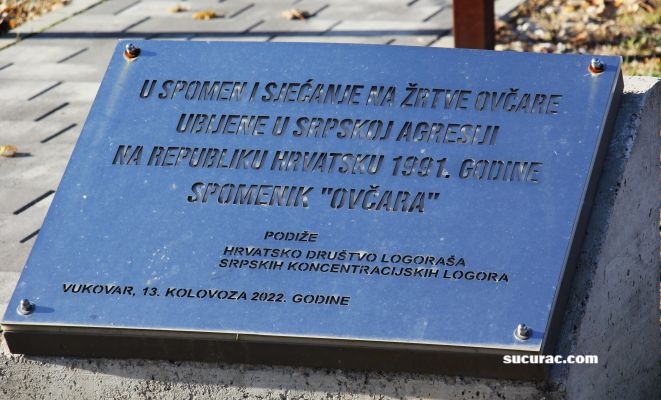 U SPOMEN I SJEĆANJE NA ŽRTVE OVČARE
UBIJENE U SRPSKOJ AGRESIJI
NA REPUBLIKU HRVATSKU 1991. GODINE
SPOMENIK "OVČARA"
PODIŽE
HRVATSKO DRUŠTVO LOGORAŠA
SRPSKIH KONCENTRACIJSKIH LOGORA
VUKOVAR, 13. KOLOVOZA 2022. GODINE
sucurac.com